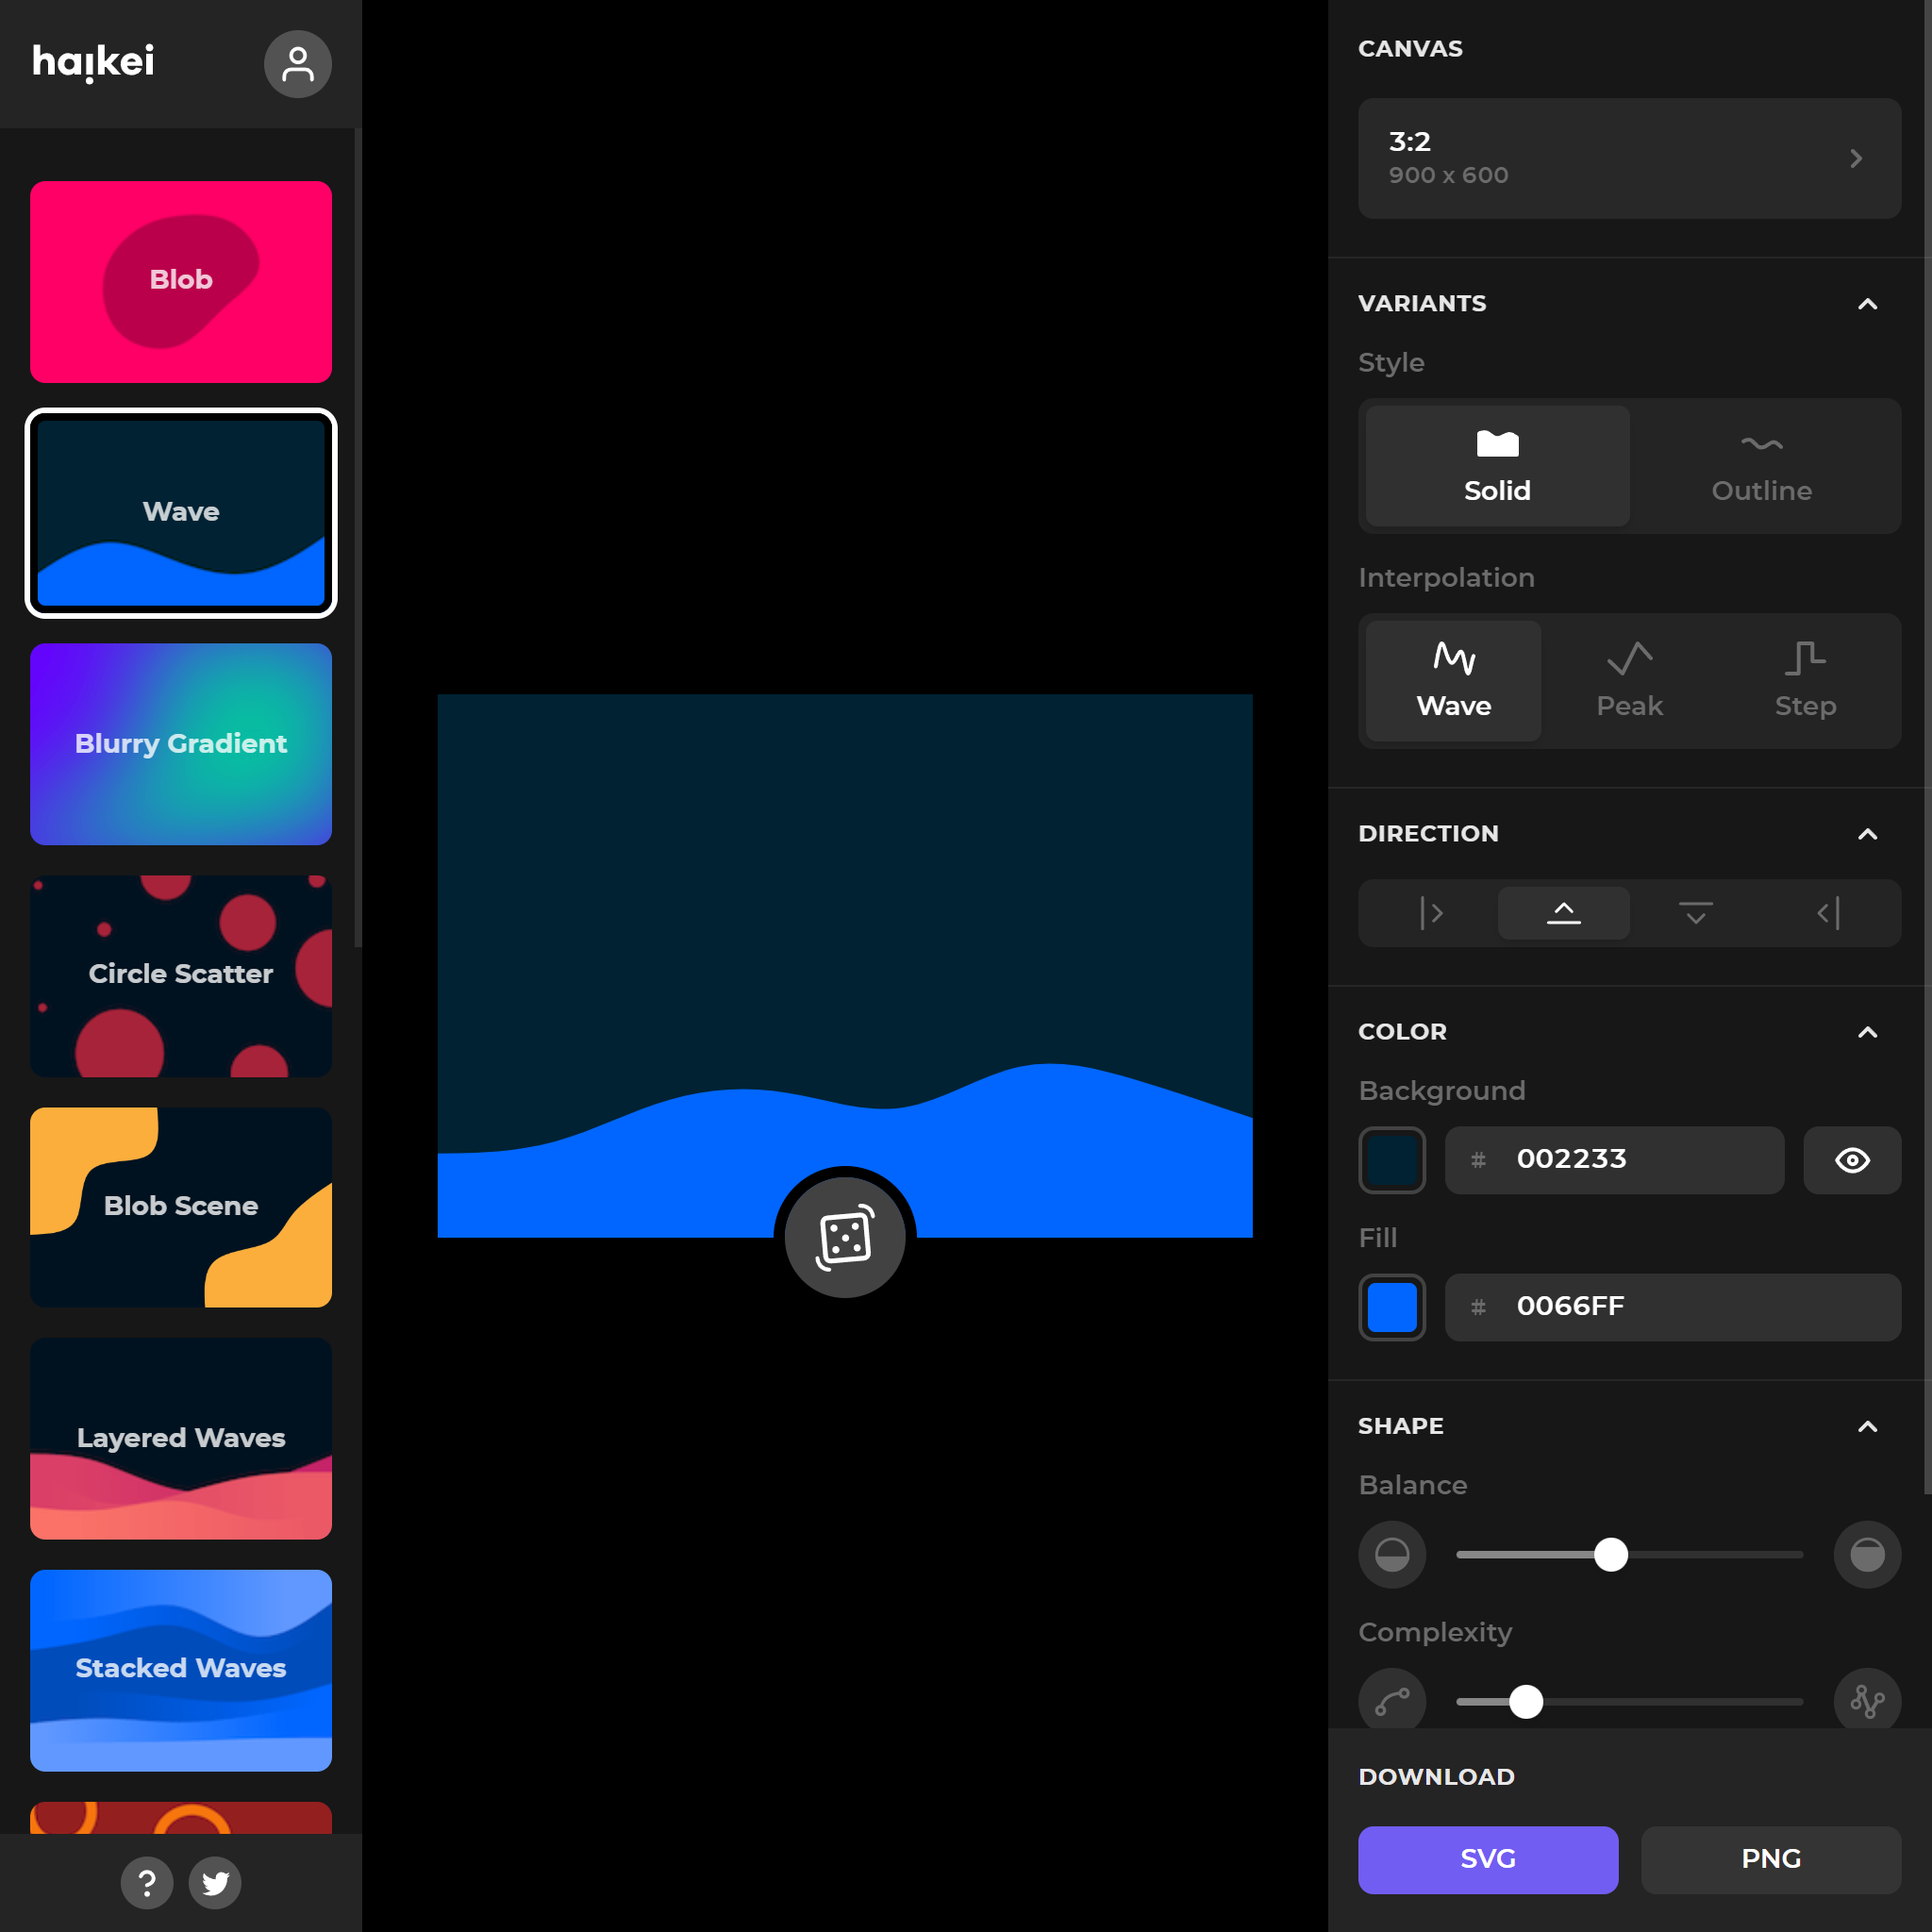 haikei
Blob
Wave
Blurry Gradient
Circle Scatter
Blob Scene
Layered Waves
Stacked Waves
?
CANVAS
3:2
900 x 600
VARIANTS
Style
Solid
Outline
Interpolation
Wave
Peak
Step
DIRECTION
COLOR
Background
# 002233
Fill
# 0066FF
SHAPE
Balance
Complexity
DOWNLOAD
SVG
PNG